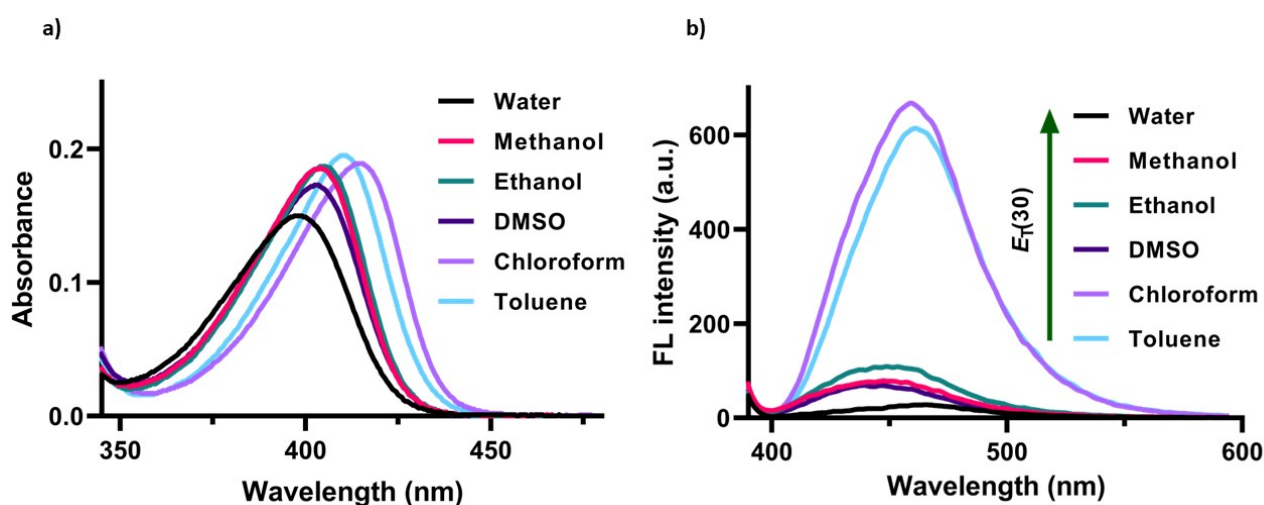 a)
Absorbance
0.2
0.1
0.0
350
400
450
Wavelength (nm)
Water
Methanol
Ethanol
DMSO
Chloroform
Toluene
b)
FL intensity (a.u.)
600
400
200
0
400
500
600
Wavelength (nm)
E_T(30)
Water
Methanol
Ethanol
DMSO
Chloroform
Toluene